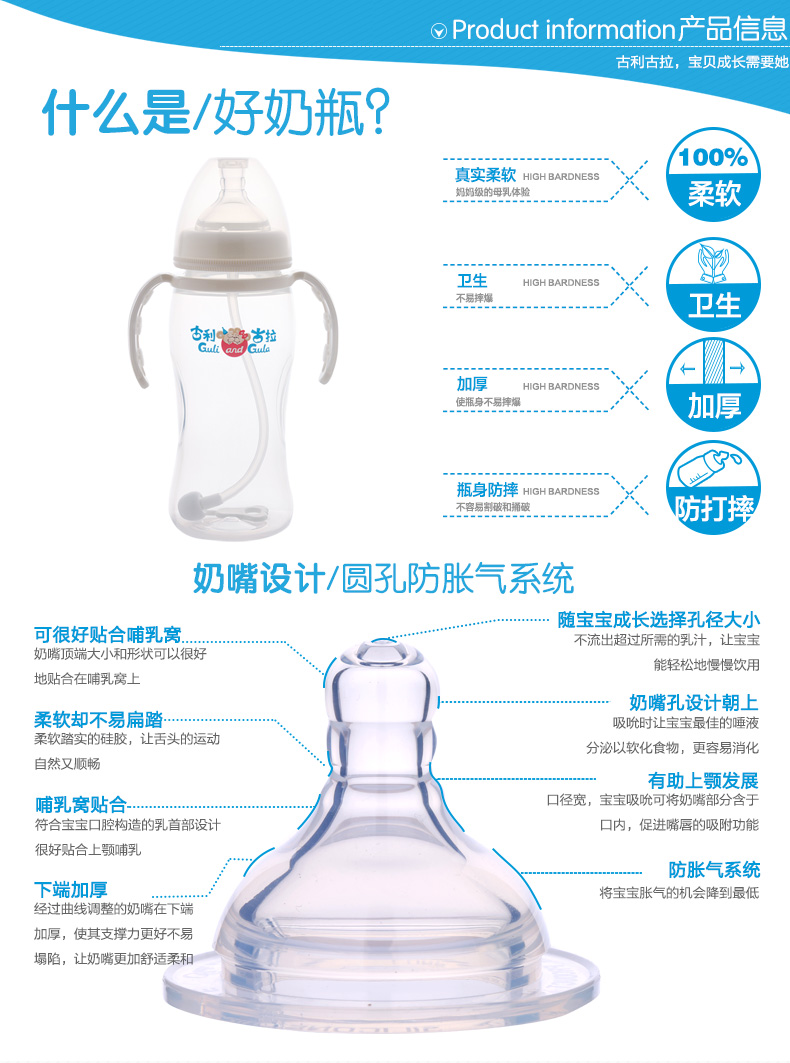 Product information产品信息
古利古拉，宝贝成长需要她
什么是/好奶瓶?
古利古拉
Guli and Gula
真实柔软 HIGH BARDNESS
妈妈级的母乳体验
100%
柔软
卫生 HIGH BARDNESS
不易摔爆
卫生
加厚 HIGH BARDNESS
使瓶身不易摔爆
加厚
瓶身防摔 HIGH BARDNESS
不容易割破和捅破
防打摔
奶嘴设计/圆孔防胀气系统
可很好贴合哺乳窝
奶嘴顶端大小和形状可以很好
地贴合在哺乳窝上
柔软却不易扁踏
柔软踏实的硅胶，让舌头的运动
自然又顺畅
哺乳窝贴合
符合宝宝口腔构造的乳首部设计
很好贴合上颚哺乳
下端加厚
经过曲线调整的奶嘴在下端
加厚，使其支撑力更好不易
塌陷，让奶嘴更加舒适柔和
随宝宝成长选择孔径大小
不流出超过所需的乳汁，让宝宝
能轻松地慢慢饮用
奶嘴孔设计朝上
吸吮时让宝宝最佳的唾液
分泌以软化食物，更容易消化
有助上颚发展
口径宽，宝宝吸吮可将奶嘴部分含于
口内，促进嘴唇的吸附功能
防胀气系统
将宝宝胀气的机会降到最低